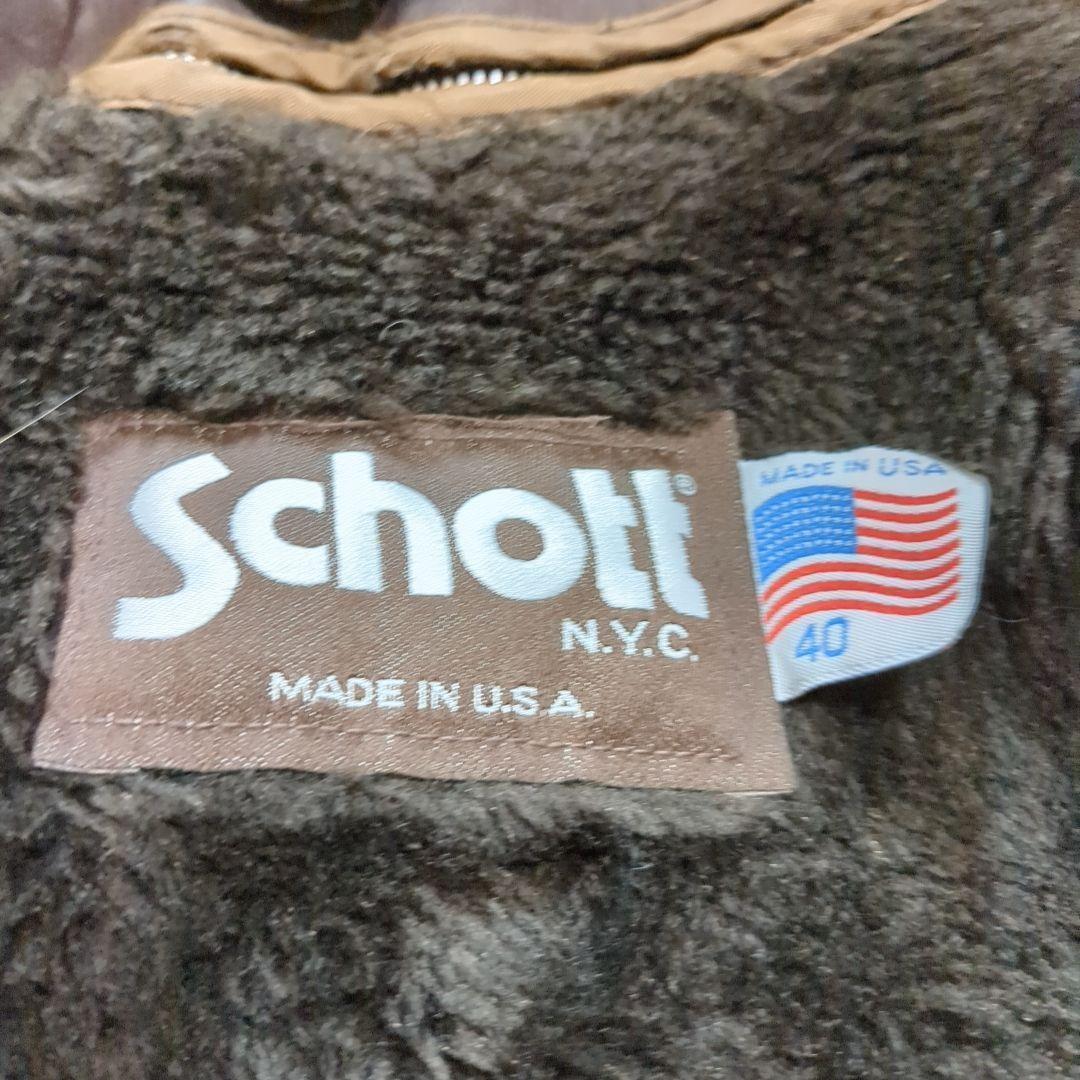 Schott®
N.Y.C.
MADE IN U.S.A.
MADE IN USA
40